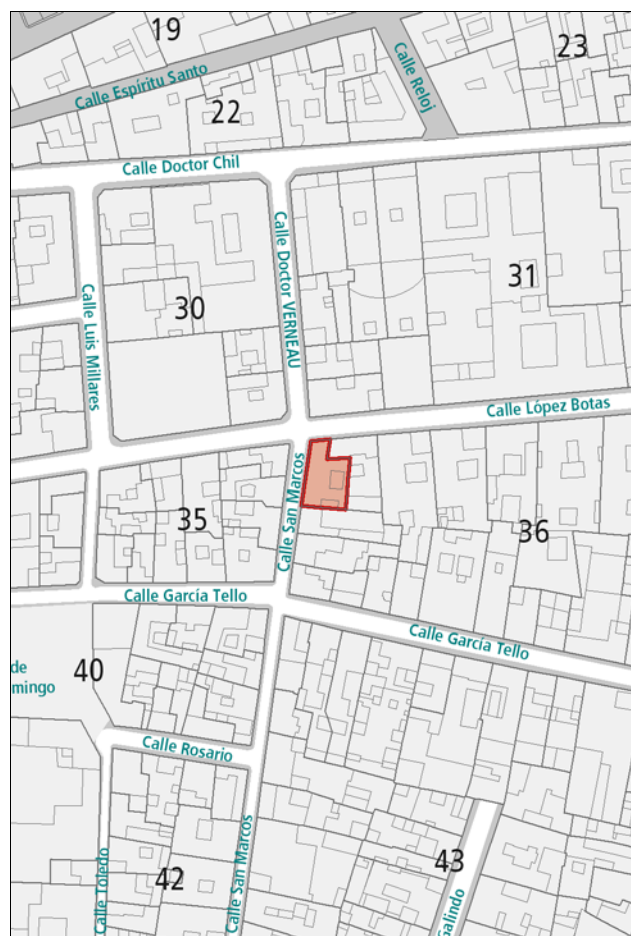 19
23
Calle Espíritu Santo
Calle Reloj
22
Calle Doctor Chil
31
Calle Doctor VERNEAU
30
Calle Luis Millares
Calle López Botas
Calle San Marcos
35
36
Calle García Tello
Calle García Tello
de
mingo
40
Calle Rosario
43
42
Calle Toledo
Calle San Marcos
alindo